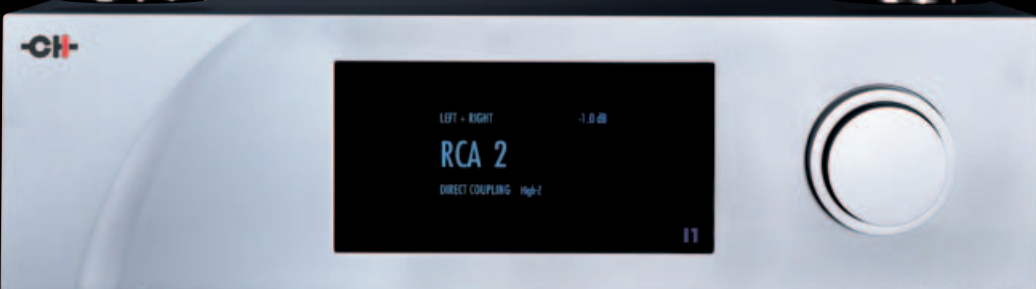 CH
LEFT + RIGHT -1.0 dB
RCA 2
DIRECT COUPLING High-Z
I1